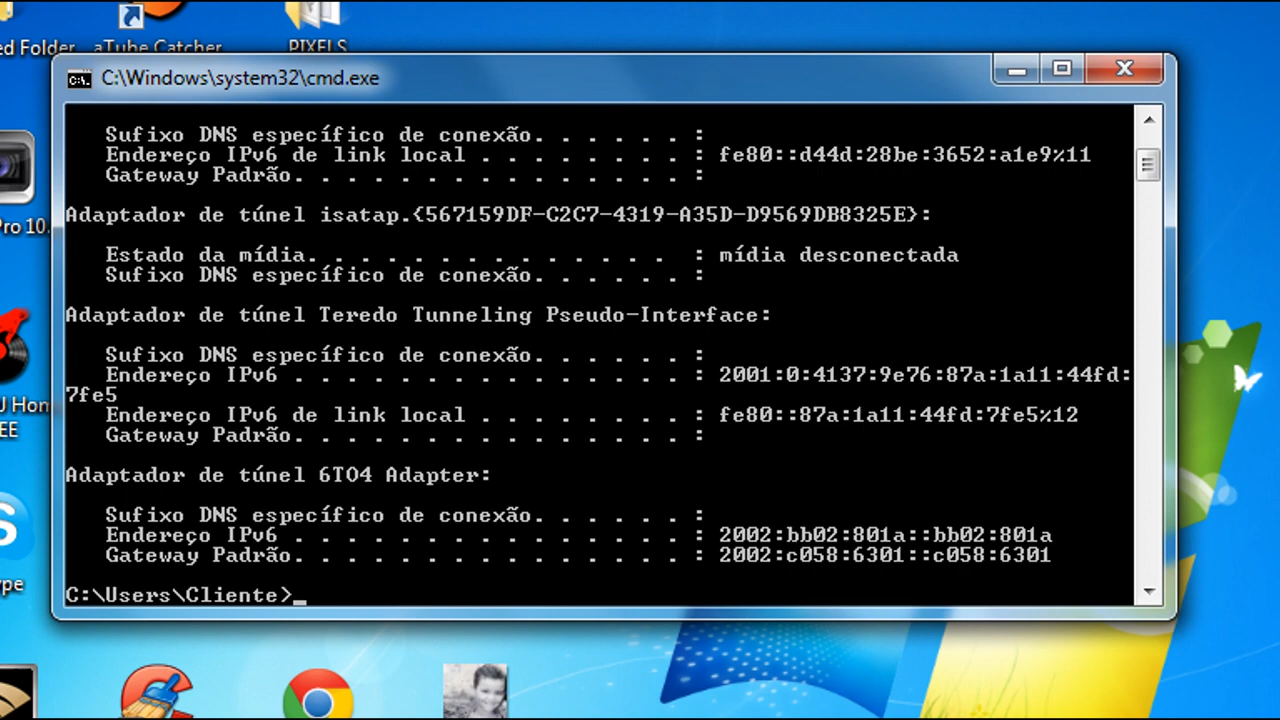 ed Folder
aTube Catcher
PIXELS
C:\Windows\system32\cmd.exe
Sufixo DNS específico de conexão. . . . . . :
Endereço IPv6 de link local . . . . . . . . : fe80::d44d:28be:3652:a1e9%11
Gateway Padrão. . . . . . . . . . . . . . . :
Adaptador de túnel isatap.{567159DF-C2C7-4319-A35D-D9569DB8325E}:
Estado da mídia. . . . . . . . . . . . . .  : mídia desconectada
Sufixo DNS específico de conexão. . . . . . :
Adaptador de túnel Teredo Tunneling Pseudo-Interface:
Sufixo DNS específico de conexão. . . . . . :
Endereço IPv6 . . . . . . . . . . . . . . . : 2001:0:4137:9e76:87a:1a11:44fd:
7fe5
Endereço IPv6 de link local . . . . . . . . : fe80::87a:1a11:44fd:7fe5%12
Gateway Padrão. . . . . . . . . . . . . . . :
Adaptador de túnel 6TO4 Adapter:
Sufixo DNS específico de conexão. . . . . . :
Endereço IPv6 . . . . . . . . . . . . . . . : 2002:bb02:801a::bb02:801a
Gateway Padrão. . . . . . . . . . . . . . . : 2002:c058:6301::c058:6301
C:\Users\Cliente>_
Pro 10.
J Hom
EE
ype